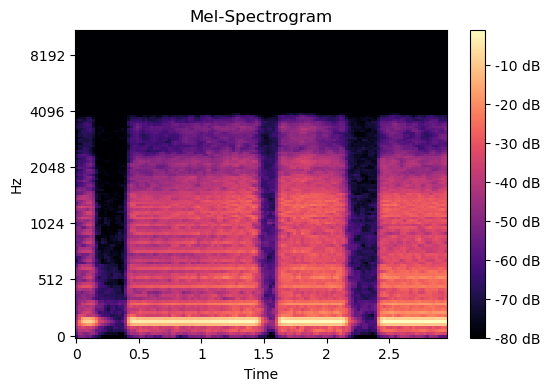 Mel-Spectrogram
Hz
8192
4096
2048
1024
512
0
0
0.5
1
1.5
2
2.5
Time
-10 dB
-20 dB
-30 dB
-40 dB
-50 dB
-60 dB
-70 dB
-80 dB